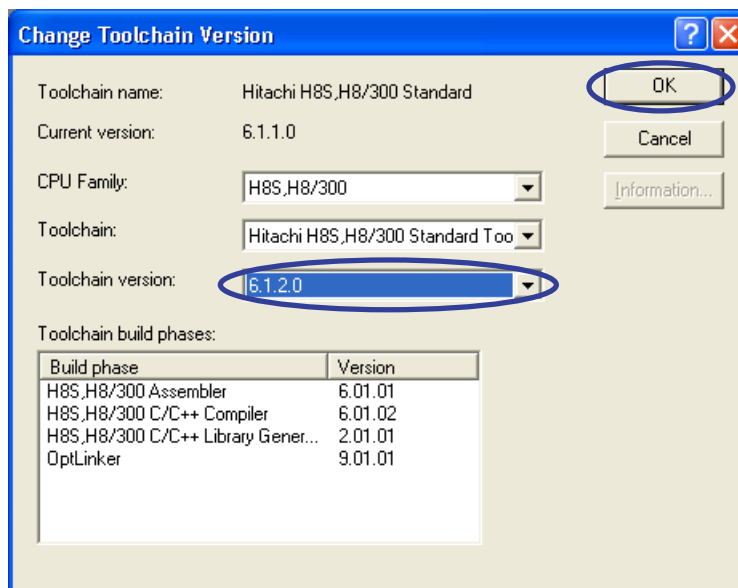 Change Toolchain Version
Toolchain name: Hitachi H8S,H8/300 Standard
OK
Current version: 6.1.1.0
Cancel
CPU Family: H8S,H8/300
Information...
Toolchain: Hitachi H8S,H8/300 Standard Too
Toolchain version: 6.1.2.0
Toolchain build phases:
Build phase Version
H8S,H8/300 Assembler 6.01.01
H8S,H8/300 C/C++ Compiler 6.01.02
H8S,H8/300 C/C++ Library Gener... 2.01.01
OptLinker 9.01.01